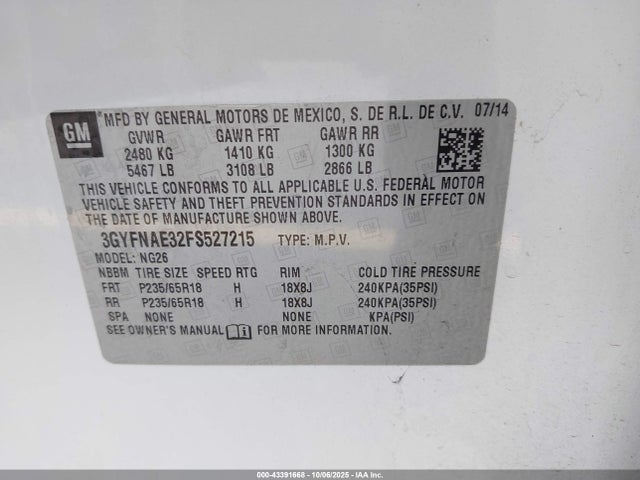 GM
MFD BY GENERAL MOTORS DE MEXICO, S. DE R.L. DE C.V. 07/14
GVWR GAWR FRT GAWR RR
2480 KG 1410 KG 1300 KG
5467 LB 3108 LB 2866 LB
THIS VEHICLE CONFORMS TO ALL APPLICABLE U.S. FEDERAL MOTOR
VEHICLE SAFETY AND THEFT PREVENTION STANDARDS IN EFFECT ON
THE DATE OF MANUFACTURE SHOWN ABOVE.
3GYFNAE32FS527215 TYPE: M.P.V.
MODEL: NG26
NBBM TIRE SIZE SPEED RTG RIM COLD TIRE PRESSURE
FRT P235/65R18 H 18X8J 240KPA(35PSI)
RR P235/65R18 H 18X8J 240KPA(35PSI)
SPA NONE NONE KPA(PSI)
SEE OWNER'S MANUAL FOR MORE INFORMATION.
000-43391668 - 10/06/2025 - IAAI.com